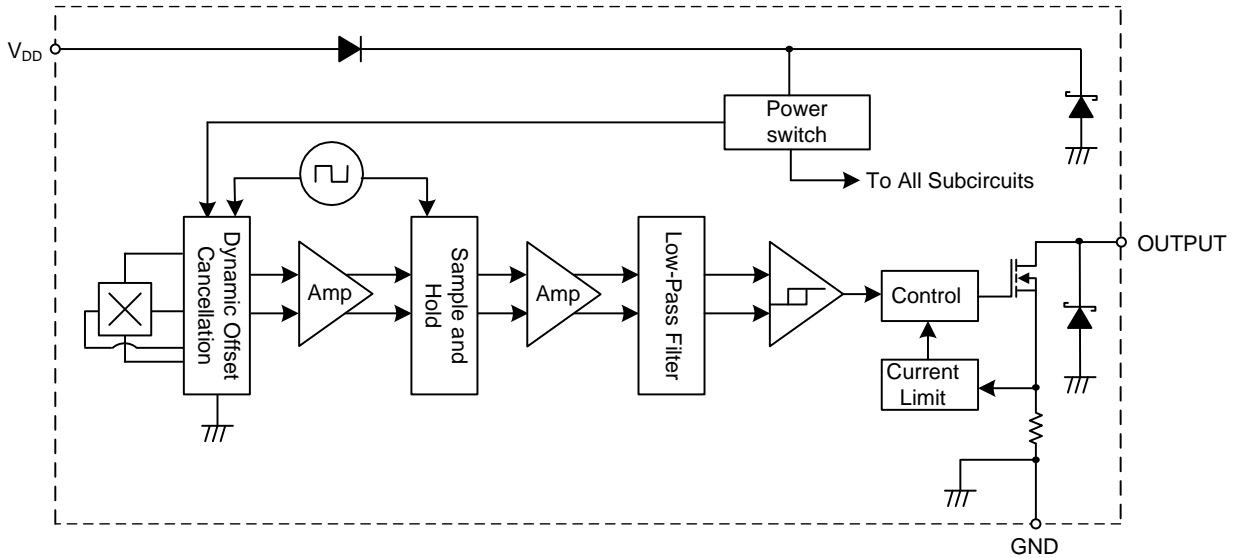 VDD
Power
switch
To All Subcircuits
Dynamic Offset
Cancellation
Amp
Sample and
Hold
Amp
Low-Pass Filter
Control
Current
Limit
OUTPUT
GND